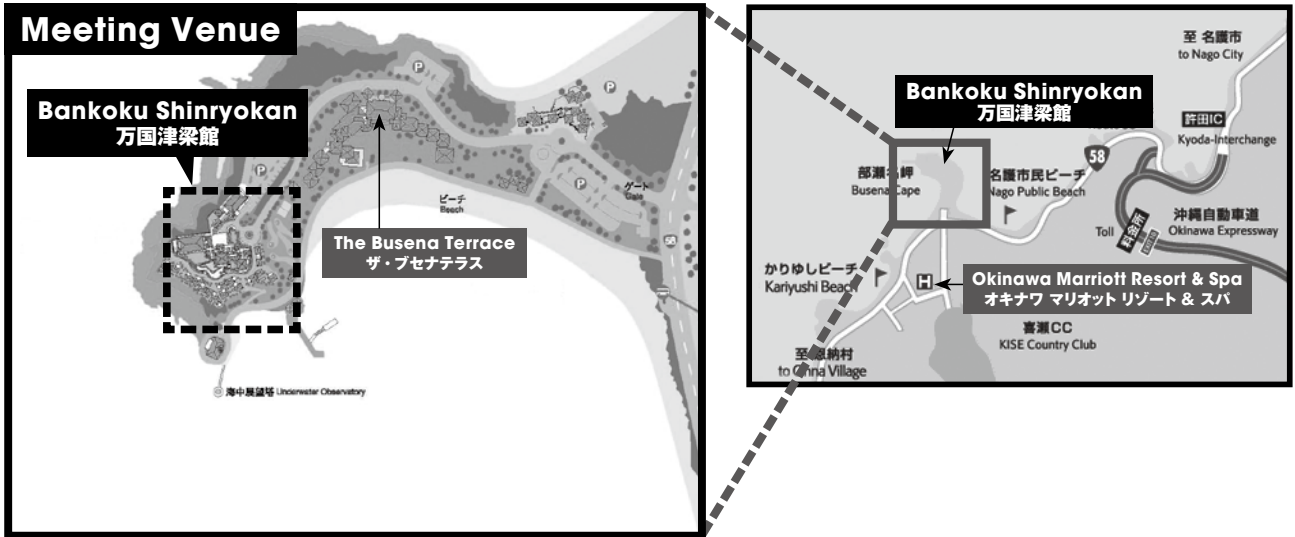 Meeting Venue
Bankoku Shinryokan
万国津梁館
P
P
P
P
ゲート
Gate
ビーチ
Beach
The Busena Terrace
ザ・ブセナテラス
58
海中展望塔 Underwater Observatory
至 名護市
to Nago City
Bankoku Shinryokan
万国津梁館
許田IC
Kyoda-Interchange
58
部瀬名岬
Busena Cape
名護市民ビーチ
Nago Public Beach
料金所
Toll
沖縄自動車道
Okinawa Expressway
かりゆしビーチ
Kariyushi Beach
H
Okinawa Marriott Resort & Spa
オキナワ マリオット リゾート & スパ
喜瀬CC
KISE Country Club
至 恩納村
to Onna Village